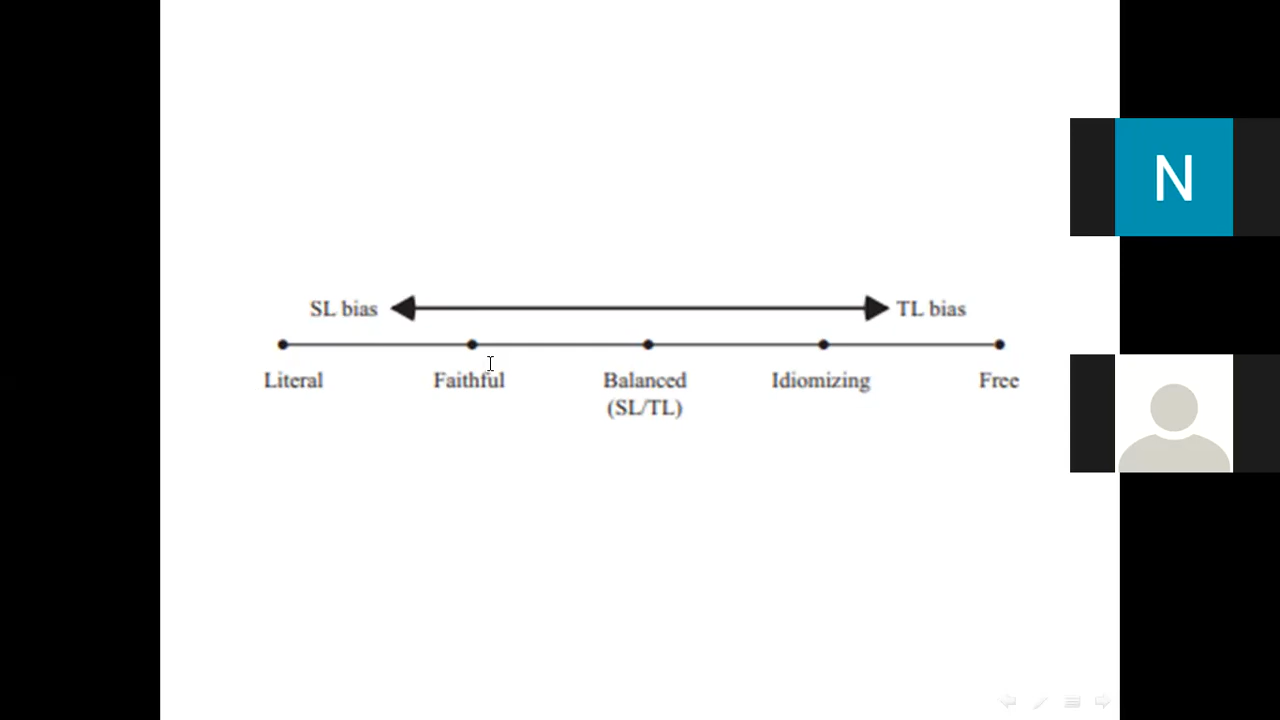 SL bias TL bias
Literal Faithful Balanced Idiomizing Free
(SL/TL)
N